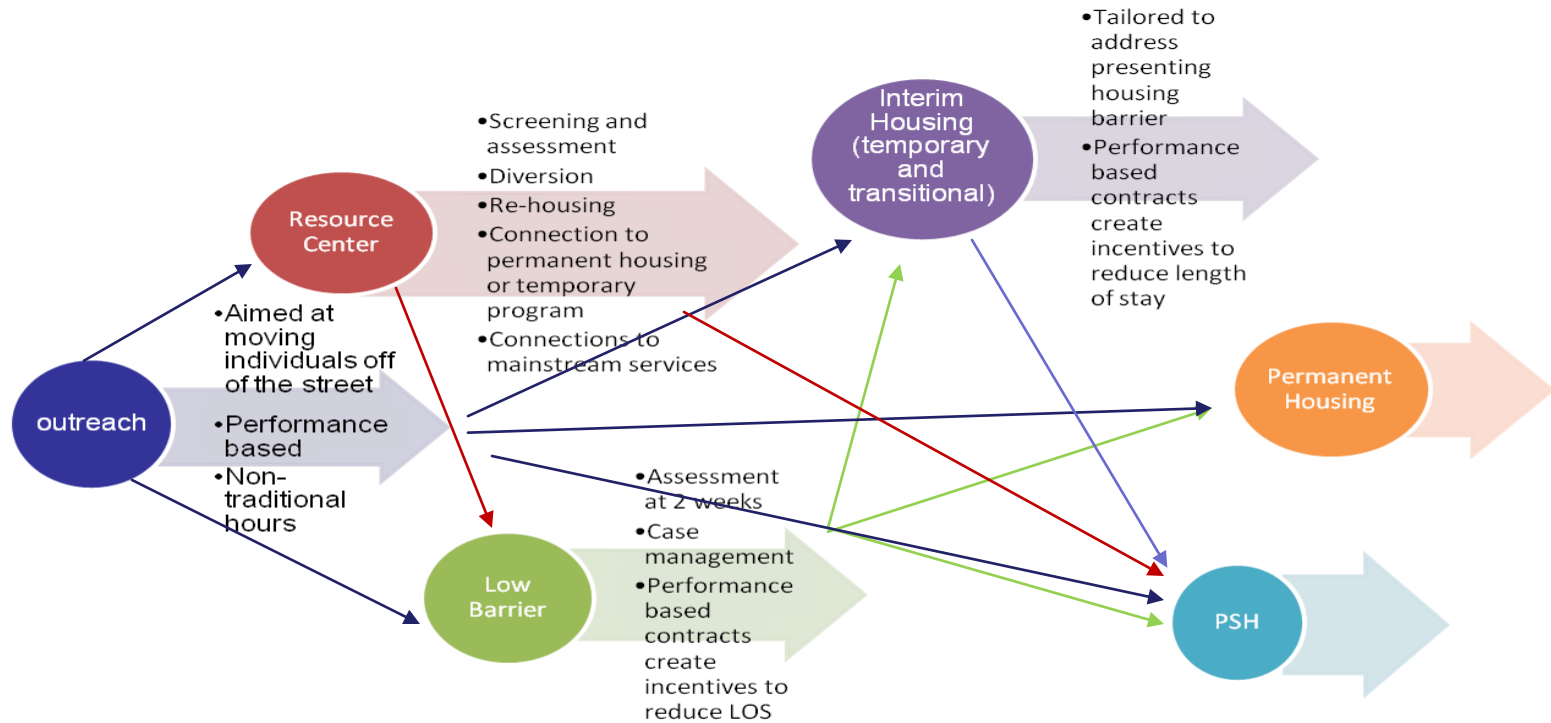 outreach
•Aimed at
moving
individuals off
of the street
•Performance
based
•Non-
traditional
hours
Resource
Center
•Screening and
assessment
•Diversion
•Re-housing
•Connection to
permanent housing
or temporary
program
•Connections to
mainstream services
Low
Barrier
•Assessment
at 2 weeks
•Case
management
•Performance
based
contracts
create
incentives to
reduce LOS
Interim
Housing
(temporary
and
transitional)
•Tailored to
address
presenting
housing
barrier
•Performance
based
contracts
create
incentives to
reduce length
of stay
Permanent
Housing
PSH